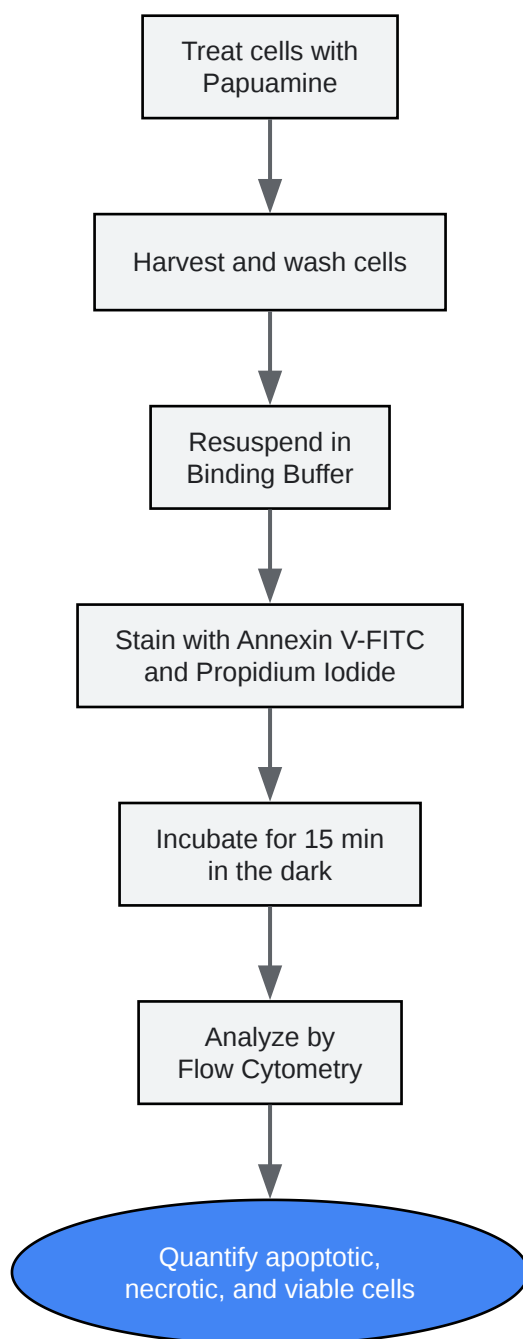 Treat cells with
Papuamine
Harvest and wash cells
Resuspend in
Binding Buffer
Stain with Annexin V-FITC
and Propidium Iodide
Incubate for 15 min
in the dark
Analyze by
Flow Cytometry
Quantify apoptotic,
necrotic, and viable cells